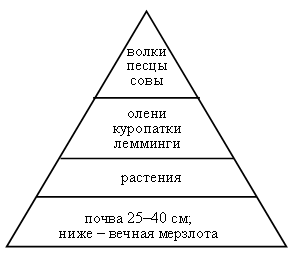 волки
песцы
совы
олени
куропатки
лемминги
растения
почва 25–40 см;
ниже – вечная мерзлота